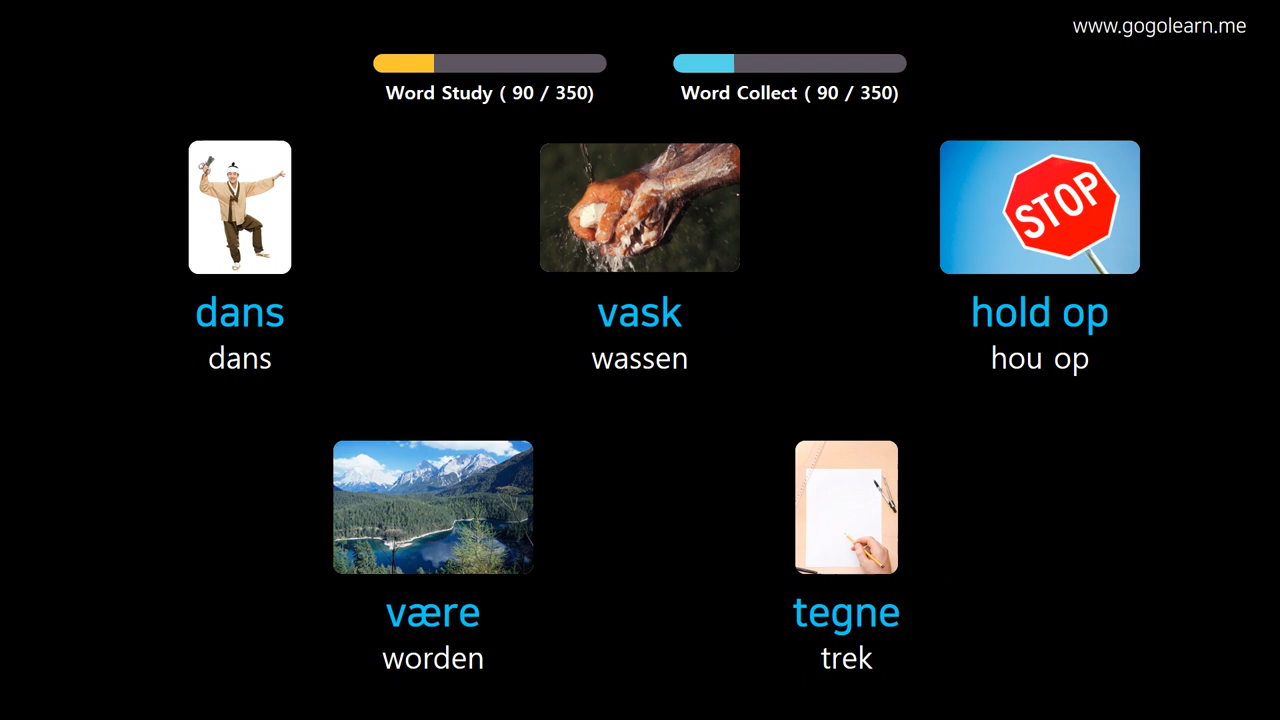 www.gogolearn.me
Word Study ( 90 / 350)
Word Collect ( 90 / 350)
STOP
dans
vask
hold op
dans
wassen
hou op
være
tegne
worden
trek